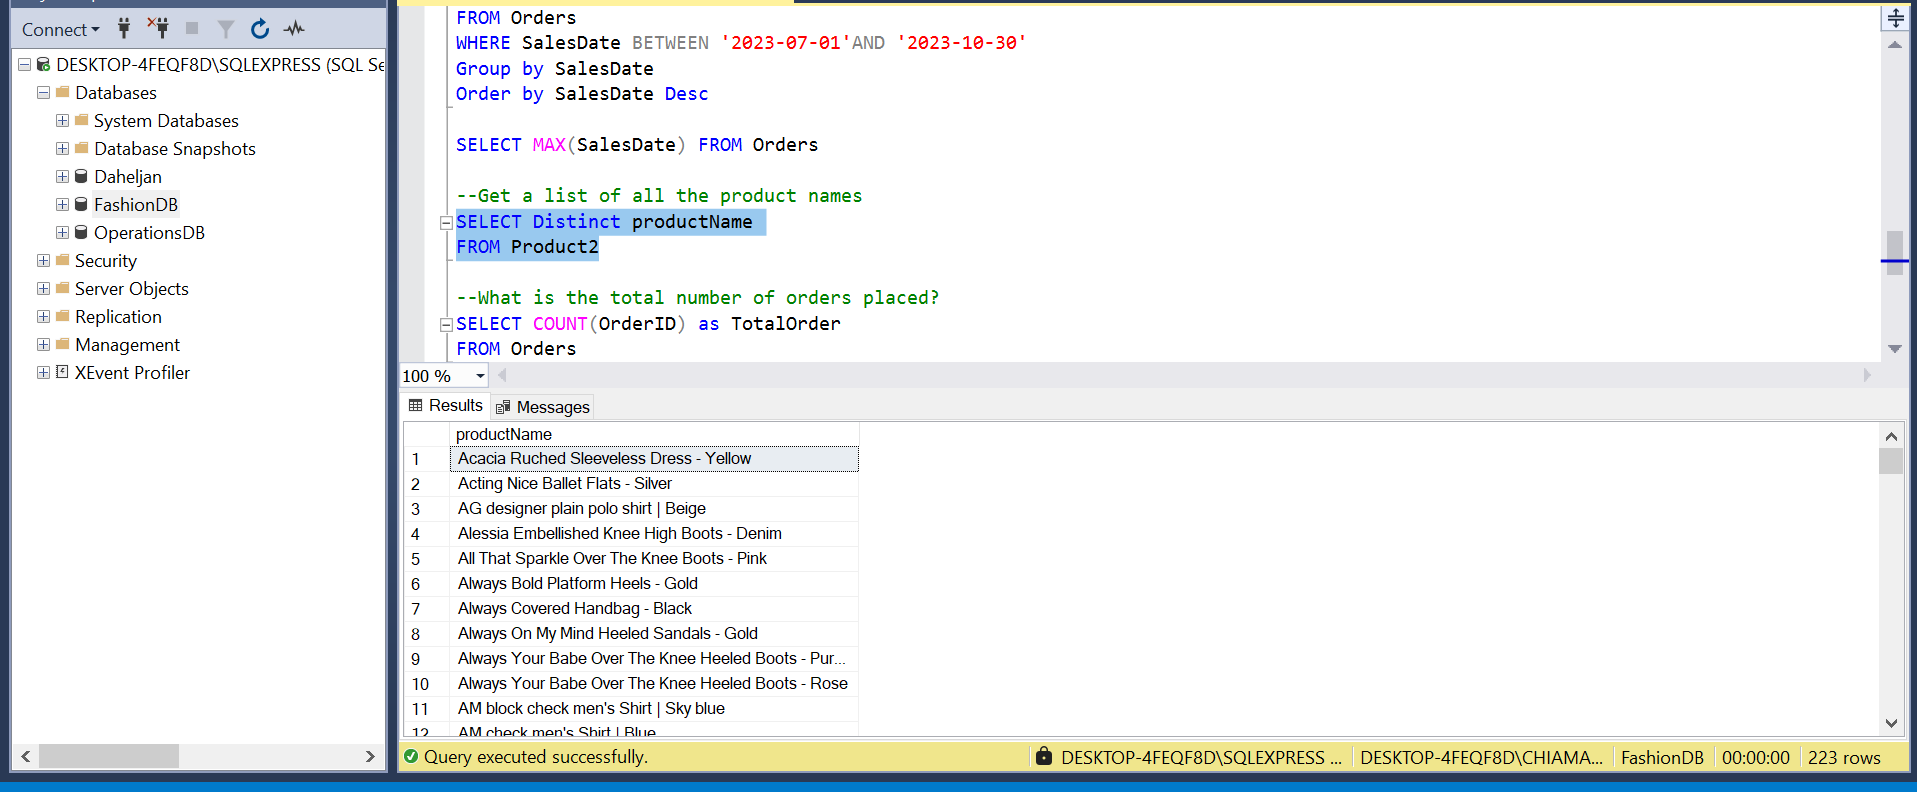 Connect
DESKTOP-4FEQF8D\SQLEXPRESS (SQL Se
Databases
System Databases
Database Snapshots
Daheljan
FashionDB
OperationsDB
Security
Server Objects
Replication
Management
XEvent Profiler
FROM Orders
WHERE SalesDate BETWEEN '2023-07-01'AND '2023-10-30'
Group by SalesDate
Order by SalesDate Desc
SELECT MAX(SalesDate) FROM Orders
--Get a list of all the product names
SELECT Distinct productName
FROM Product2
--What is the total number of orders placed?
SELECT COUNT(OrderID) as TotalOrder
FROM Orders
100 %
Results Messages
productName
1 Acacia Ruched Sleeveless Dress - Yellow
2 Acting Nice Ballet Flats - Silver
3 AG designer plain polo shirt | Beige
4 Alessia Embellished Knee High Boots - Denim
5 All That Sparkle Over The Knee Boots - Pink
6 Always Bold Platform Heels - Gold
7 Always Covered Handbag - Black
8 Always On My Mind Heeled Sandals - Gold
9 Always Your Babe Over The Knee Heeled Boots - Pur...
10 Always Your Babe Over The Knee Heeled Boots - Rose
11 AM block check men's Shirt | Sky blue
12 AM check men's Shirt | Blue
Query executed successfully. DESKTOP-4FEQF8D\SQLEXPRESS ... DESKTOP-4FEQF8D\CHIAMA... FashionDB 00:00:00 223 rows